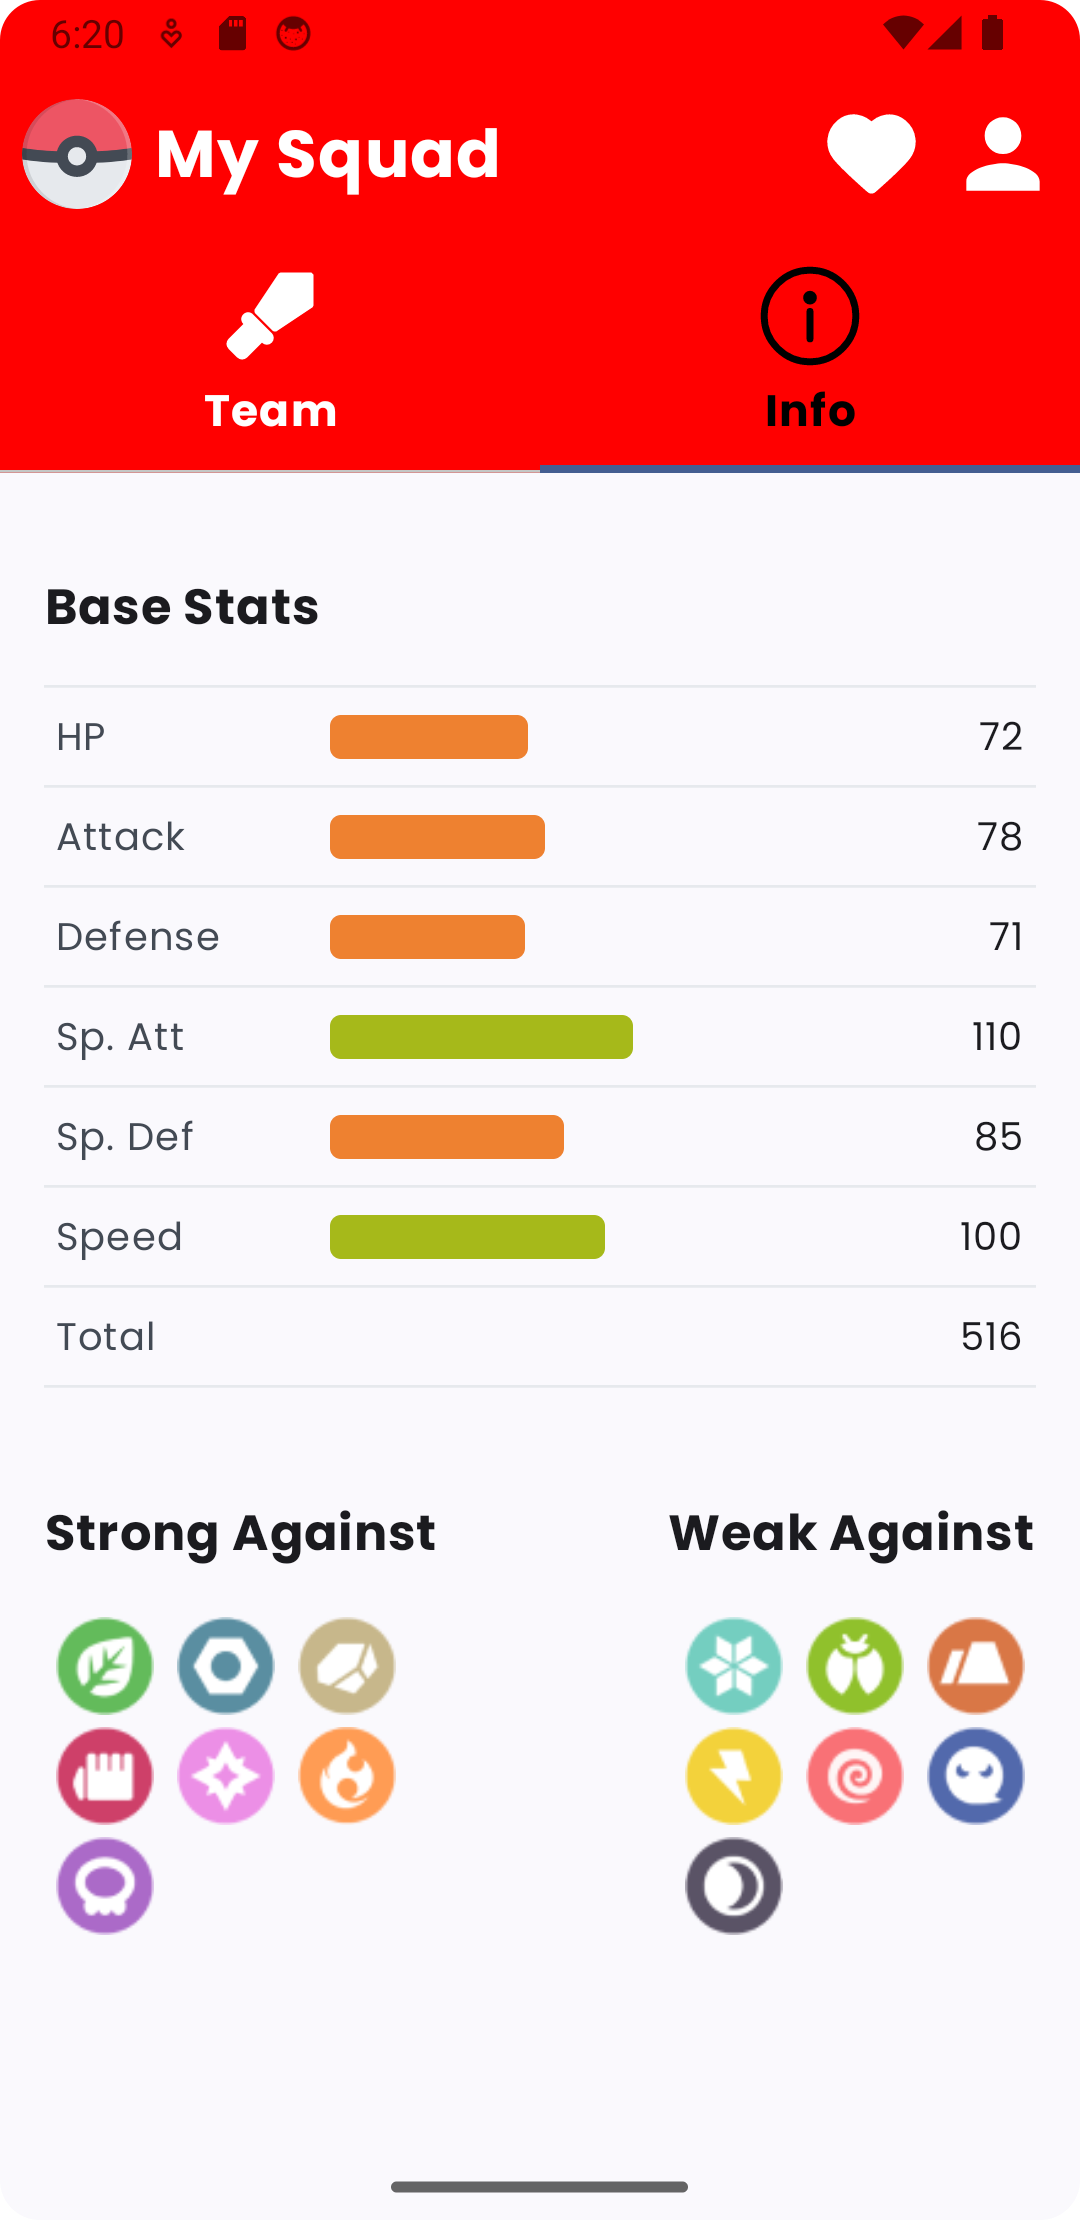 6:20
My Squad
Team
Info
Base Stats
HP 72
Attack 78
Defense 71
Sp. Att 110
Sp. Def 85
Speed 100
Total 516
Strong Against
Weak Against